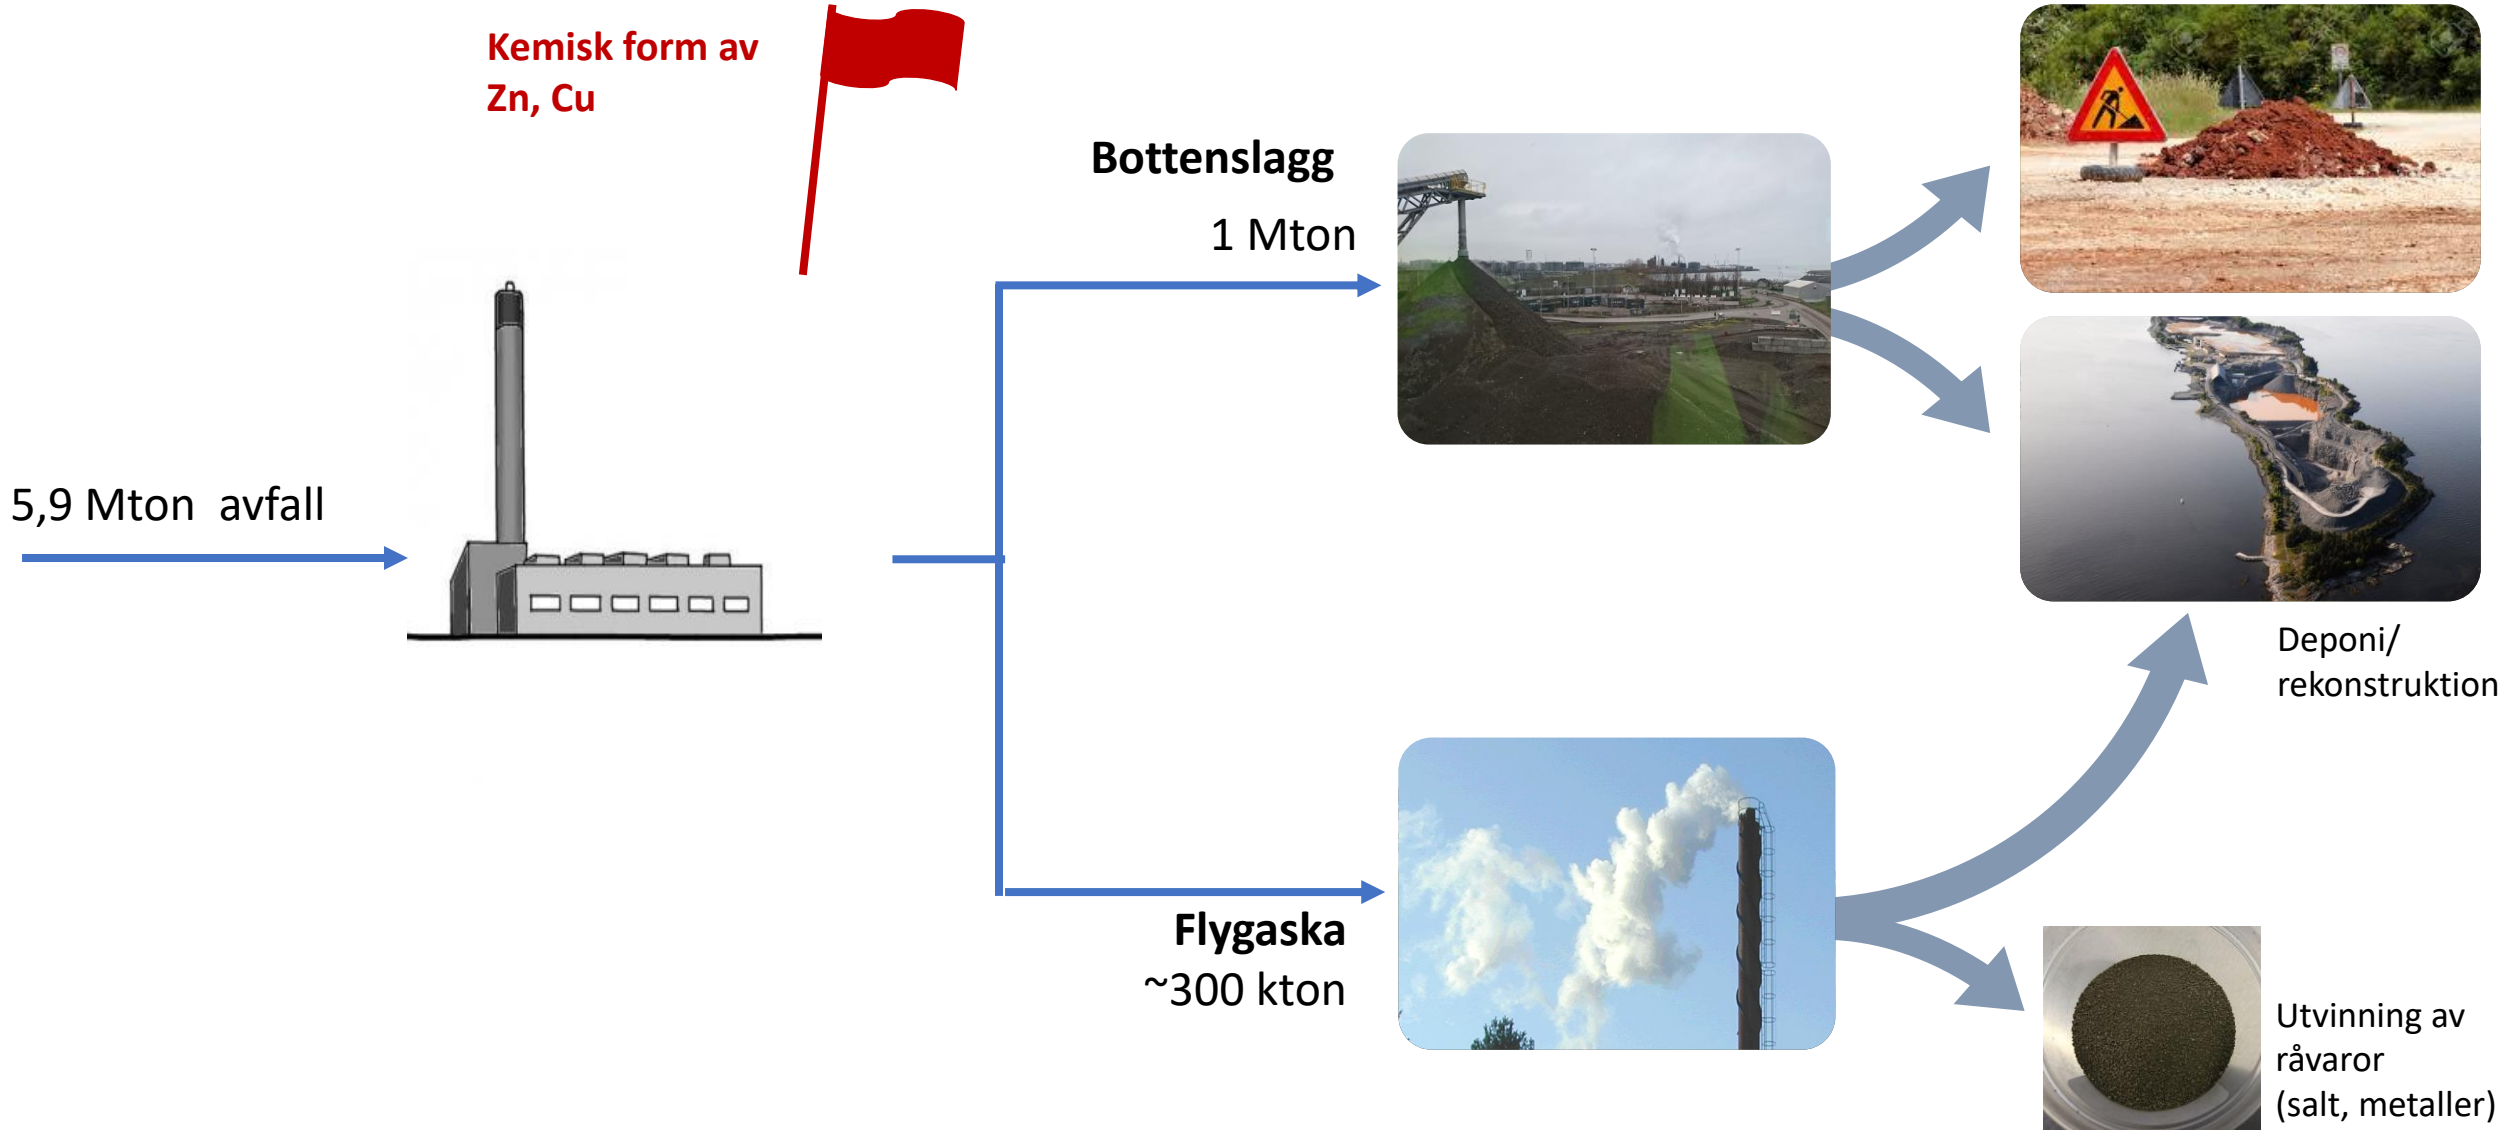 Kemisk form av
Zn, Cu
Bottenslagg
1 Mton
5,9 Mton  avfall
Deponi/
rekonstruktion
Flygaska
~300 kton
Utvinning av
råvaror
(salt, metaller)